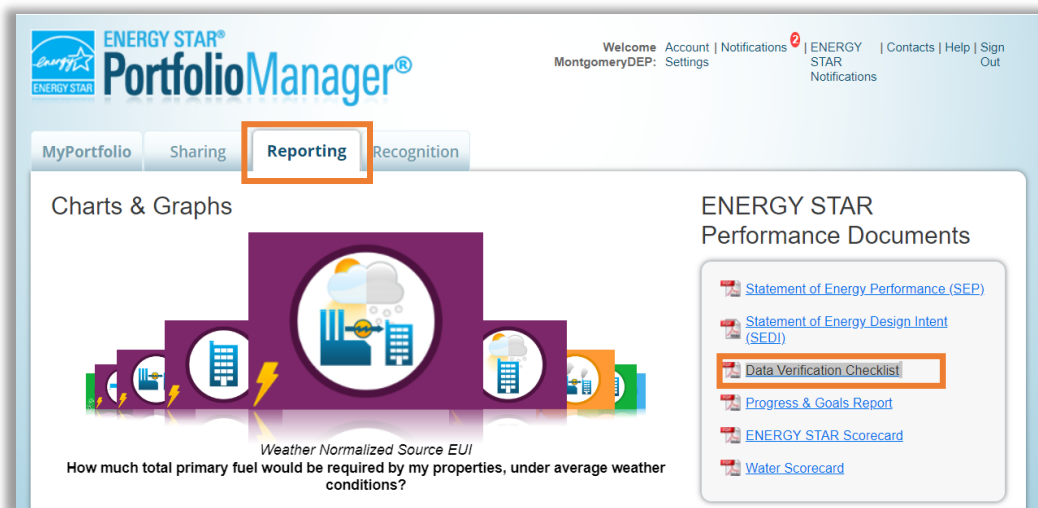 ENERGY STAR®
PortfolioManager®
energy
ENERGY STAR
Welcome MontgomeryDEP:
Account Settings | Notifications 2 | ENERGY STAR Notifications | Contacts | Help | Sign Out
MyPortfolio Sharing Reporting Recognition
Charts & Graphs
Weather Normalized Source EUI
How much total primary fuel would be required by my properties, under average weather
conditions?
ENERGY STAR
Performance Documents
Statement of Energy Performance (SEP)
Statement of Energy Design Intent
(SEDI)
Data Verification Checklist
Progress & Goals Report
ENERGY STAR Scorecard
Water Scorecard